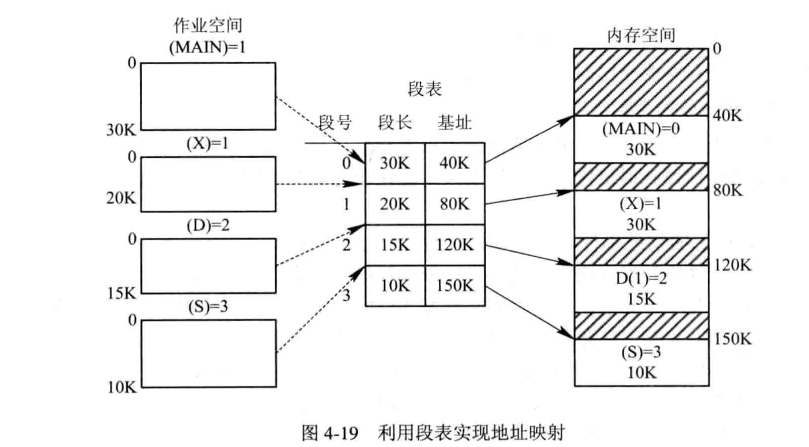 作业空间
(MAIN)=1
0
30K
(X)=1
0
20K
(D)=2
0
15K
(S)=3
0
10K
段表
段号 段长 基址
0 30K 40K
1 20K 80K
2 15K 120K
3 10K 150K
内存空间
0
40K
(MAIN)=0
30K
80K
(X)=1
30K
120K
D(1)=2
15K
150K
(S)=3
10K
图 4-19 利用段表实现地址映射